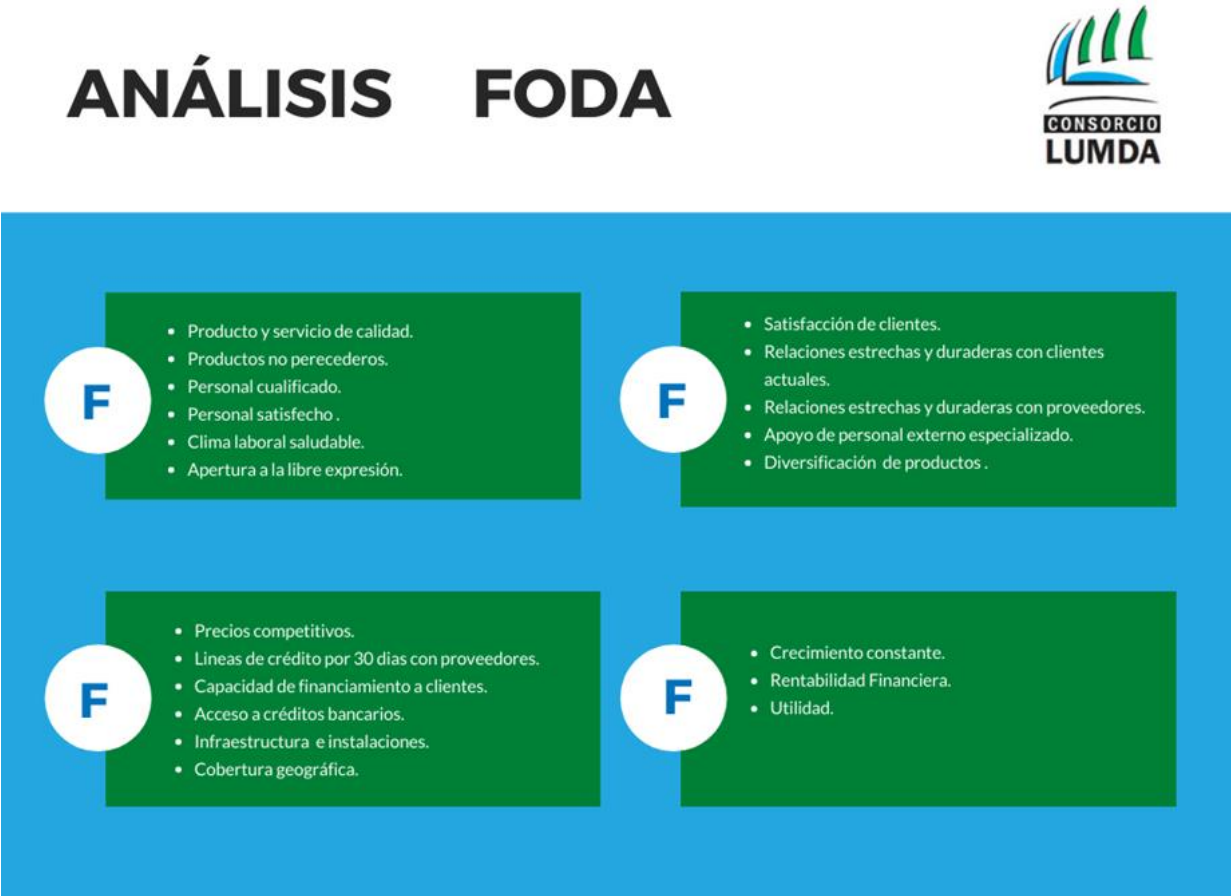 ANÁLISIS FODA
CONSORCIO
LUMDA
F
• Producto y servicio de calidad.
• Productos no perecederos.
• Personal cualificado.
• Personal satisfecho .
• Clima laboral saludable.
• Apertura a la libre expresión.
F
• Satisfacción de clientes.
• Relaciones estrechas y duraderas con clientes
actuales.
• Relaciones estrechas y duraderas con proveedores.
• Apoyo de personal externo especializado.
• Diversificación de productos .
F
• Precios competitivos.
• Lineas de crédito por 30 dias con proveedores.
• Capacidad de financiamiento a clientes.
• Acceso a créditos bancarios.
• Infraestructura e instalaciones.
• Cobertura geográfica.
F
• Crecimiento constante.
• Rentabilidad Financiera.
• Utilidad.